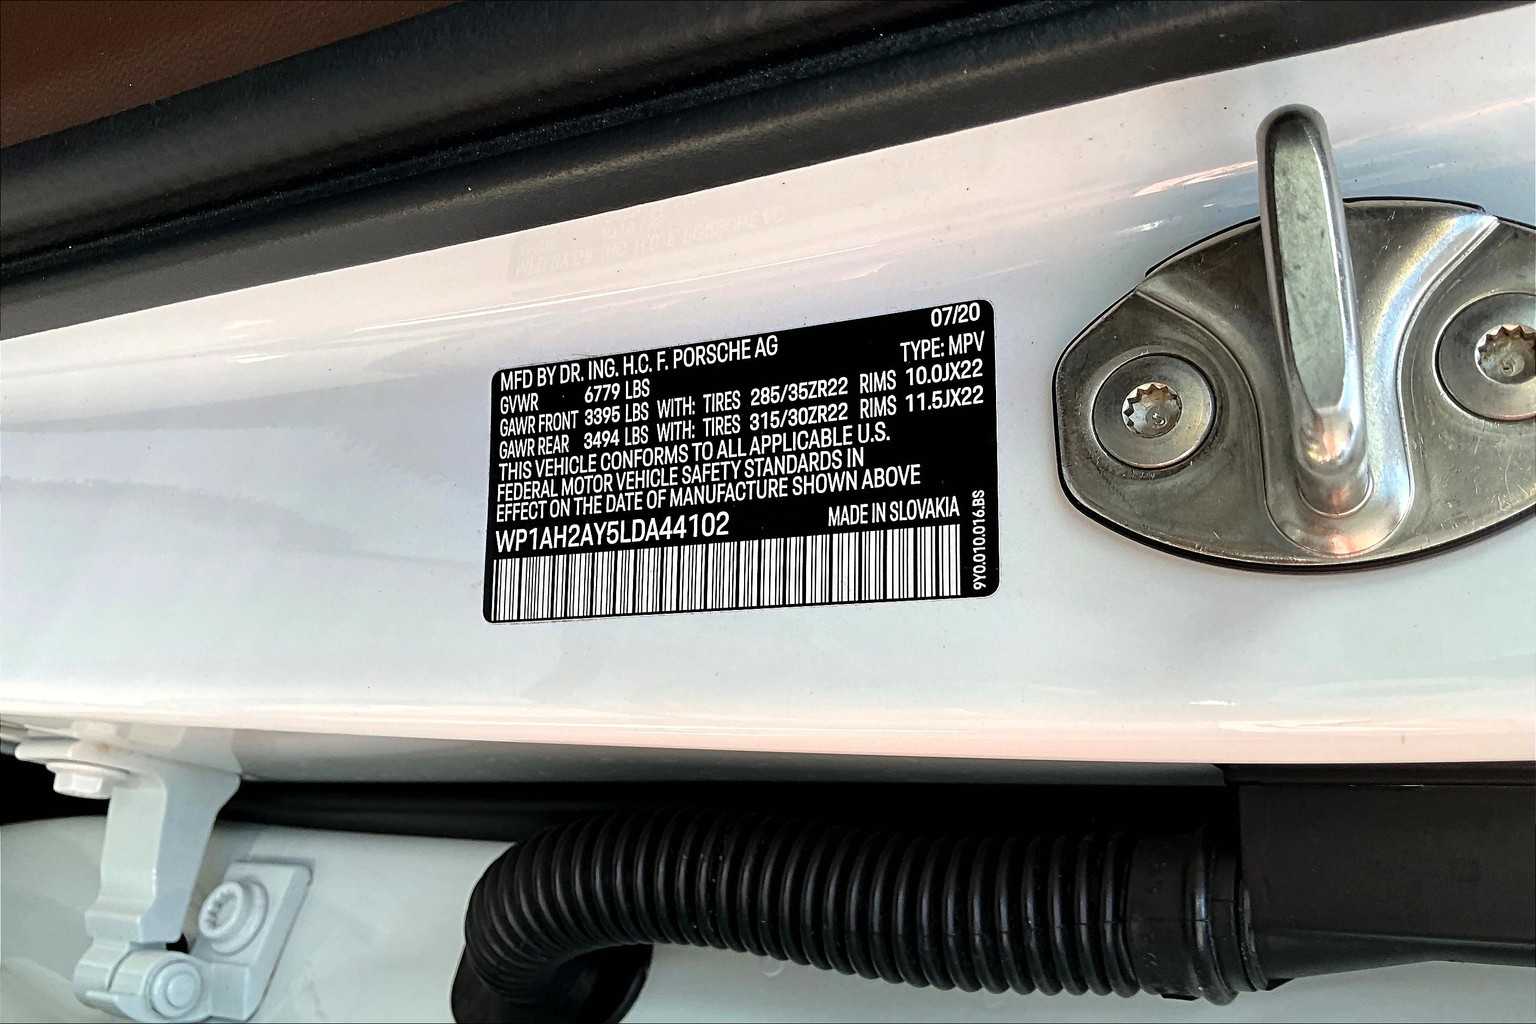 07/20
MFD BY DR. ING. H.C. F. PORSCHE AG TYPE: MPV
GVWR 6779 LBS
GAWR FRONT 3395 LBS WITH: TIRES 285/35ZR22 RIMS 10.0JX22
GAWR REAR 3494 LBS WITH: TIRES 315/30ZR22 RIMS 11.5JX22
THIS VEHICLE CONFORMS TO ALL APPLICABLE U.S.
FEDERAL MOTOR VEHICLE SAFETY STANDARDS IN
EFFECT ON THE DATE OF MANUFACTURE SHOWN ABOVE
WP1AH2AY5LDA44102 MADE IN SLOVAKIA
9Y0.010.016.BS